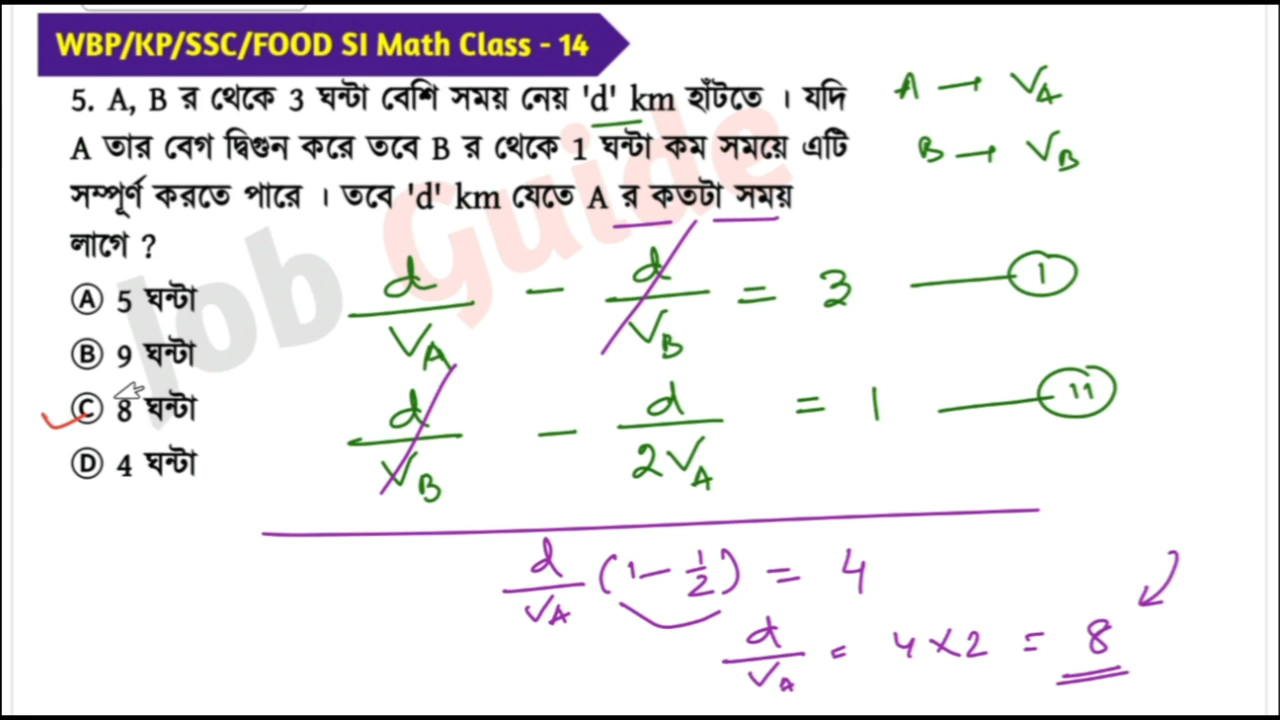 WBP/KP/SSC/FOOD SI Math Class - 14
5. A, B র থেকে 3 ঘন্টা বেশি সময় নেয় 'd' km হাঁটতে । যদি
A তার বেগ দ্বিগুন করে তবে B র থেকে 1 ঘন্টা কম সময়ে এটি
সম্পূর্ণ করতে পারে । তবে 'd' km যেতে A র কতটা সময়
লাগে ?
A → VA
B → VB
Ⓐ 5 ঘন্টা
Ⓑ 9 ঘন্টা
Ⓒ 8 ঘন্টা
Ⓓ 4 ঘন্টা
d/VA - d/VB = 3 — I
d/VB - d/2VA = 1 — II
d/VA (1 - 1/2) = 4
d/VA = 4 × 2 = 8
Job Guide